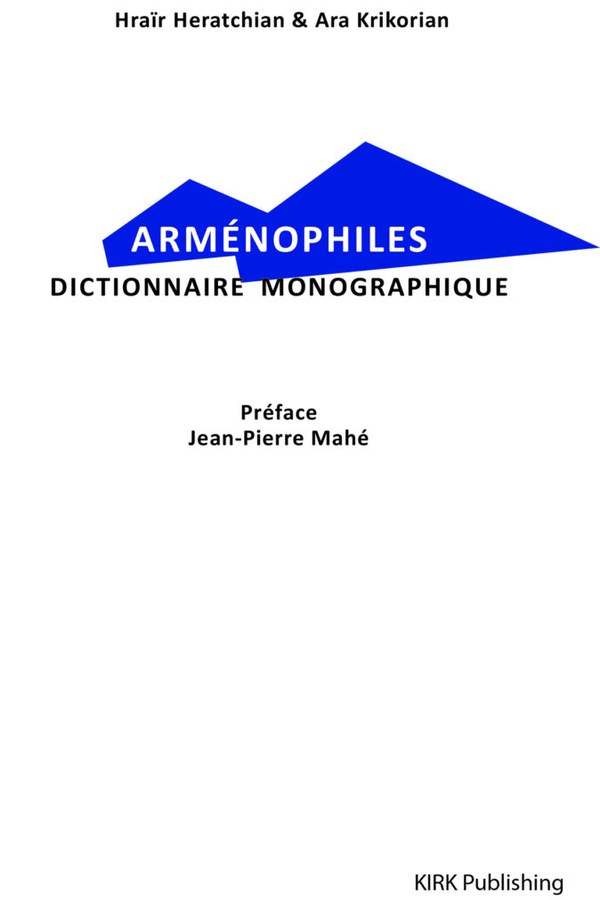 Hraïr Heratchian & Ara Krikorian
ARMÉNOPHILES
DICTIONNAIRE MONOGRAPHIQUE
Préface
Jean-Pierre Mahé
KIRK Publishing